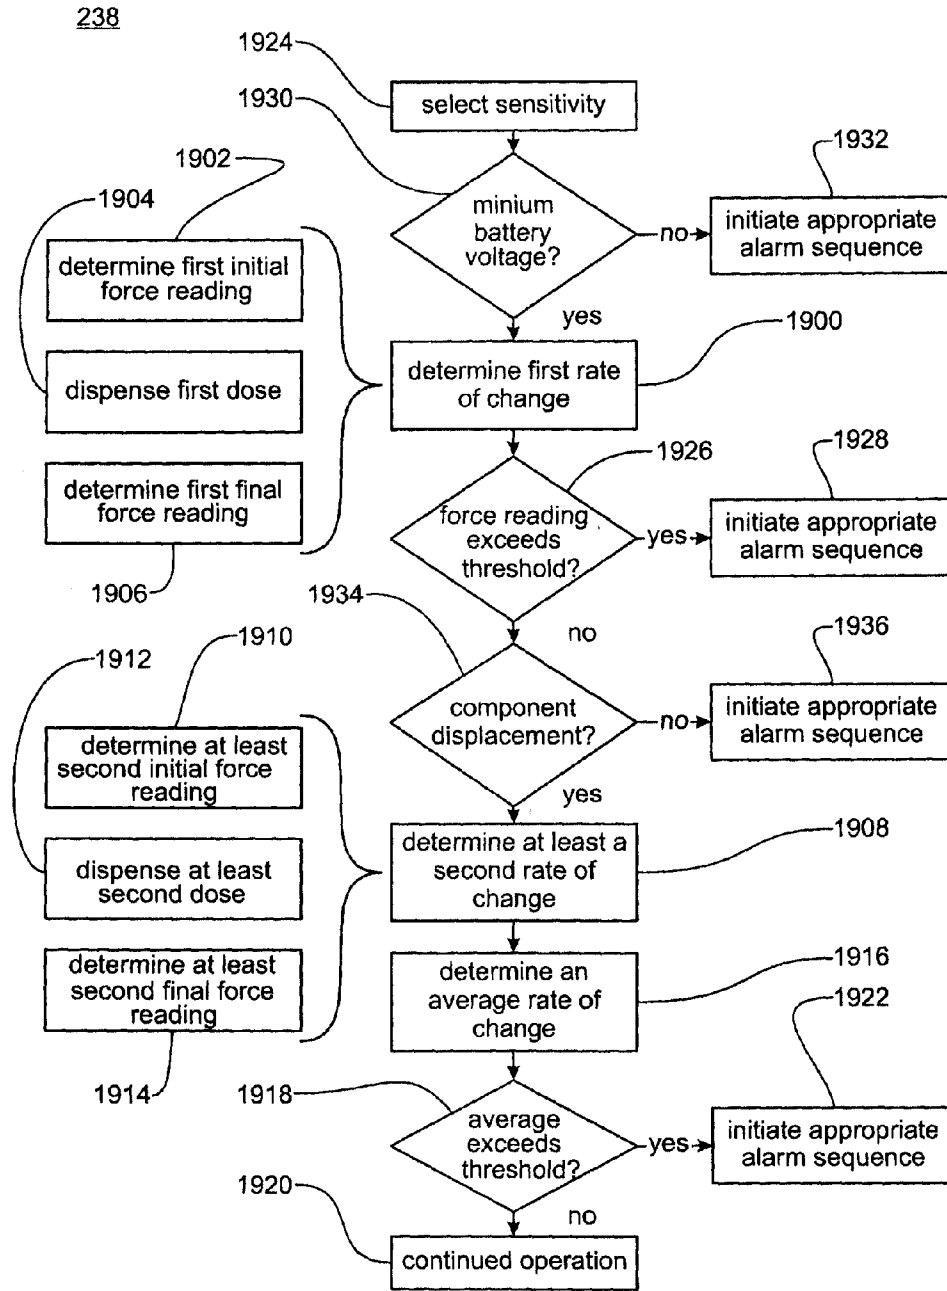 238
1924
select sensitivity
1930
minium
battery
voltage?
no
1932
initiate appropriate
alarm sequence
yes
1902
1904
determine first initial
force reading
dispense first dose
determine first final
force reading
1906
1900
determine first rate
of change
1926
force reading
exceeds
threshold?
yes
1928
initiate appropriate
alarm sequence
no
1934
component
displacement?
no
1936
initiate appropriate
alarm sequence
yes
1910
1912
determine at least
second initial force
reading
dispense at least
second dose
determine at least
second final force
reading
1914
1908
determine at least a
second rate of
change
1916
determine an
average rate of
change
1922
1918
average
exceeds
threshold?
yes
initiate appropriate
alarm sequence
no
1920
continued operation